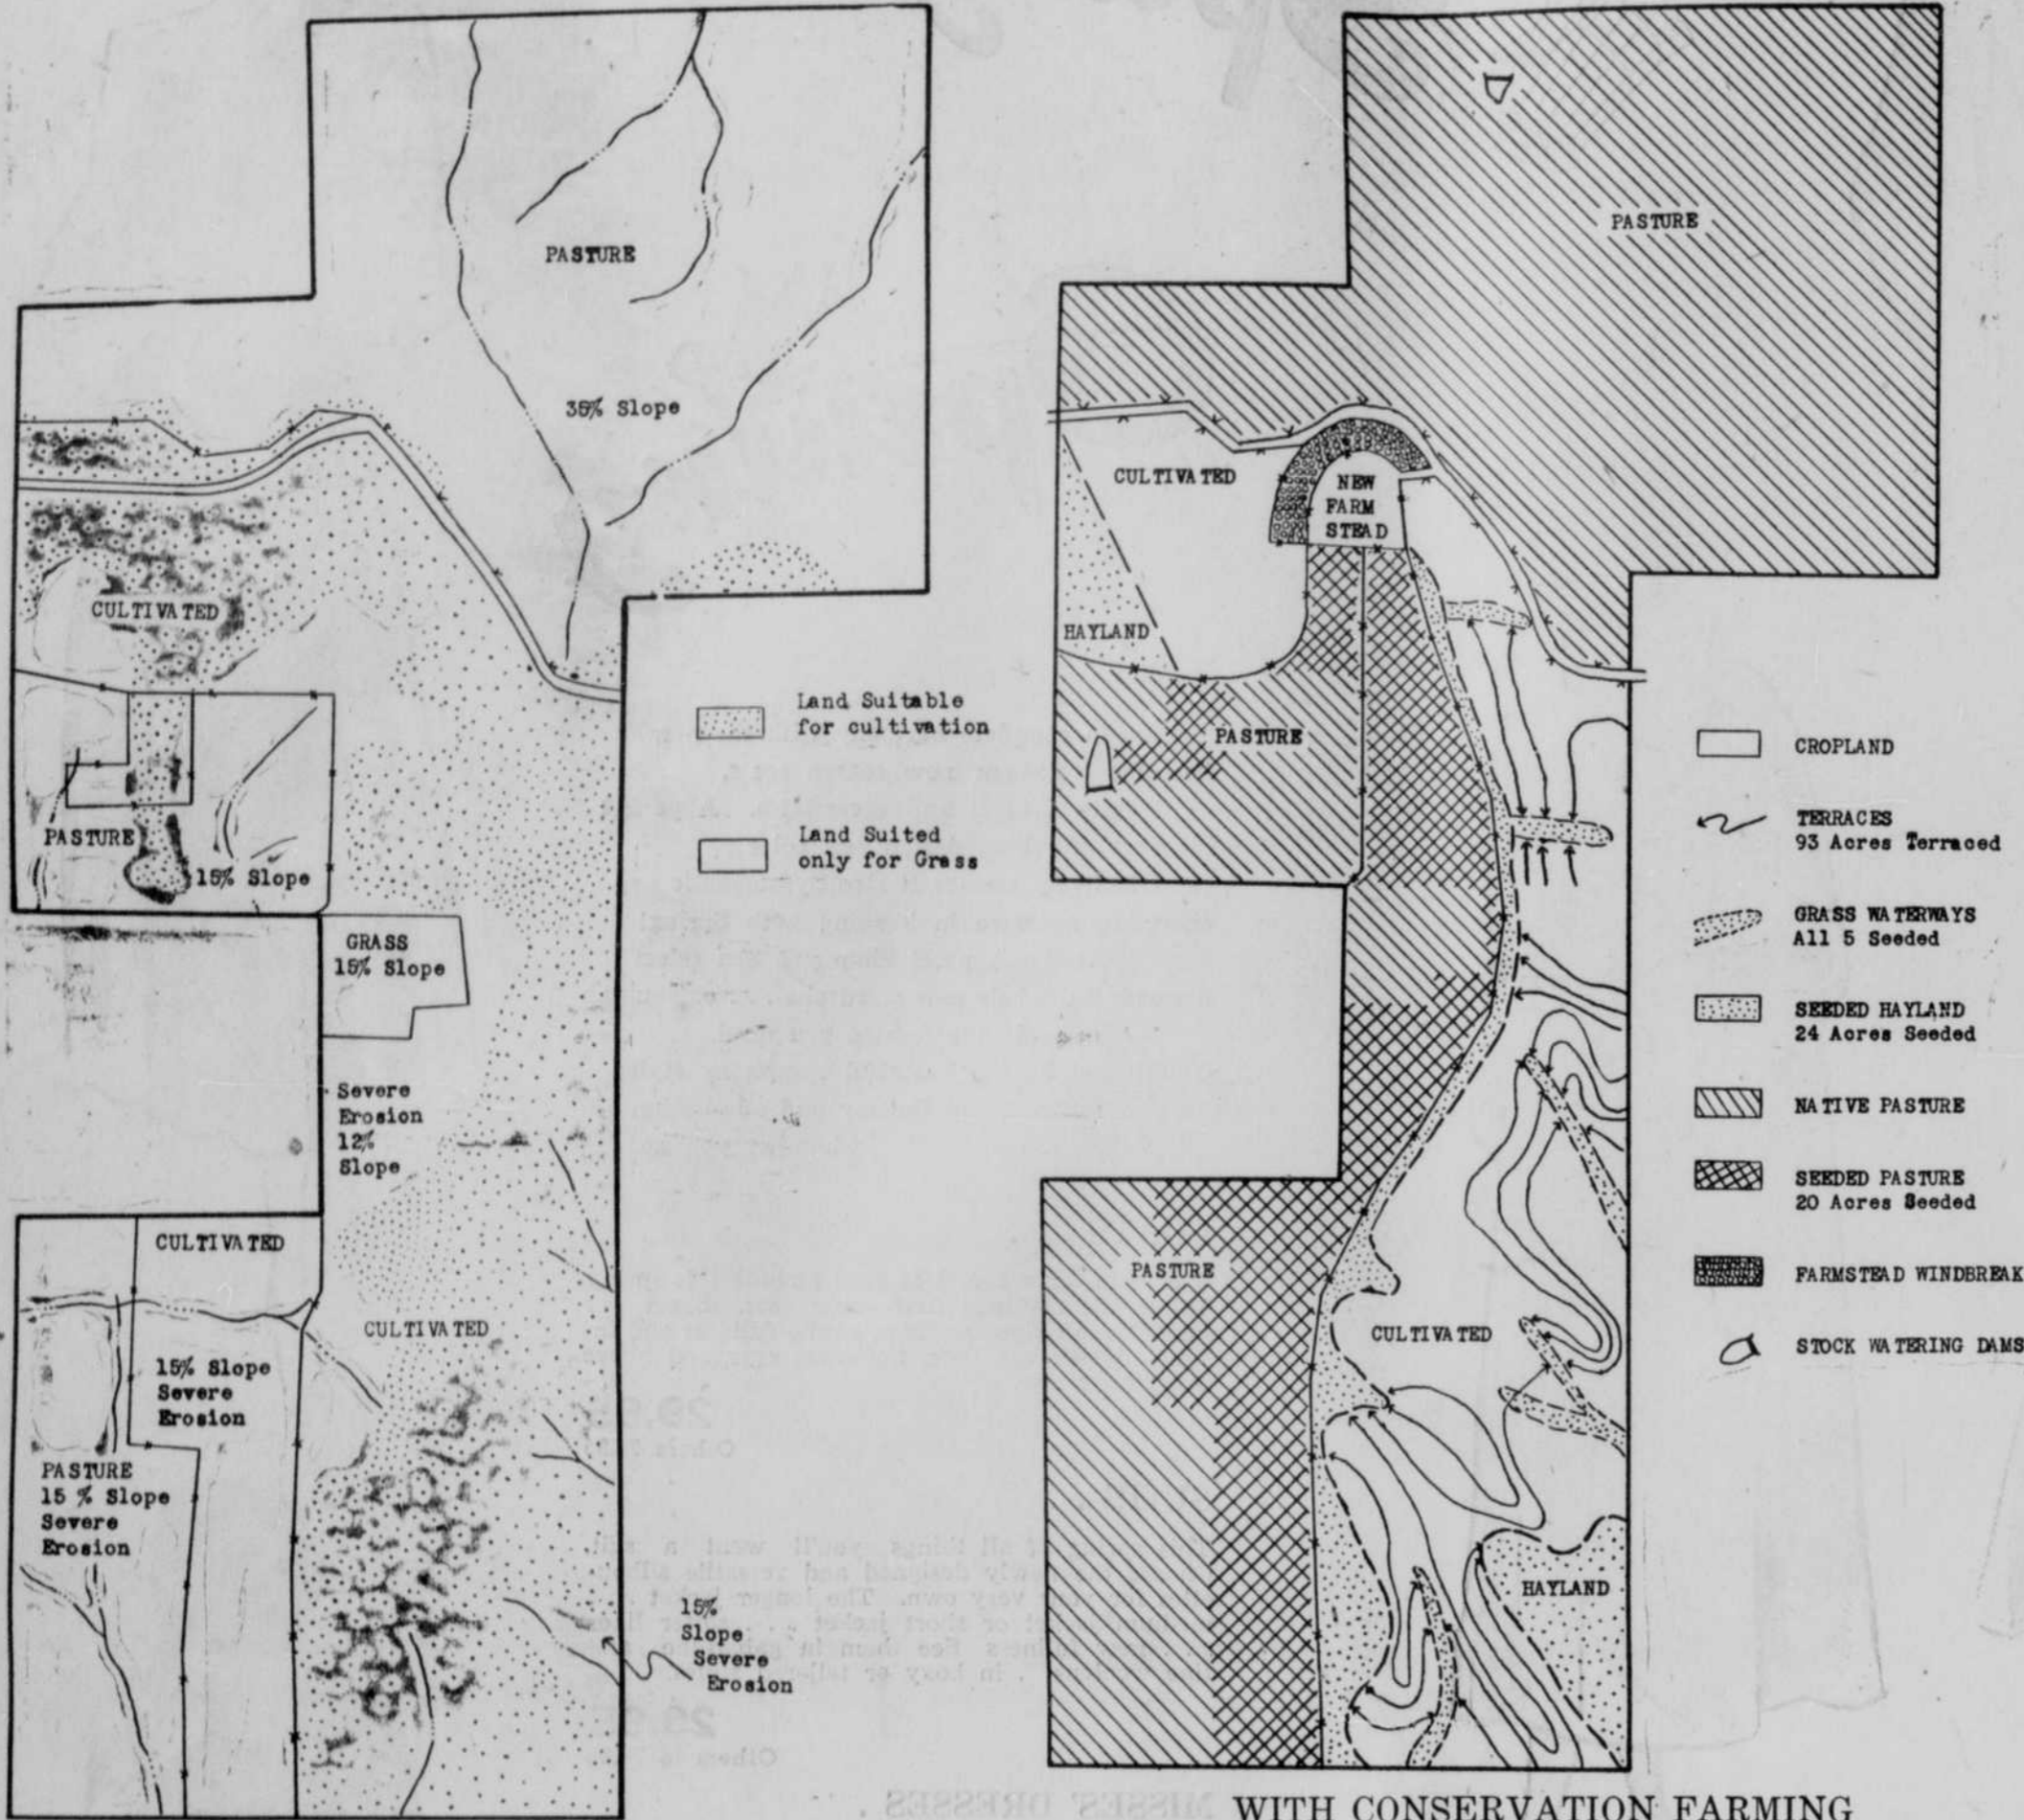 PASTURE
35% Slope
CULTIVATED
PASTURE
15% Slope
GRASS
15% Slope
Severe
Erosion
12%
Slope
CULTIVATED
CULTIVATED
15% Slope
Severe
Erosion
PASTURE
15 % Slope
Severe
Erosion
15%
Slope
Severe
Erosion
Land Suitable
for cultivation
Land Suited
only for Grass
PASTURE
CULTIVATED
NEW
FARM
STEAD
HAYLAND
PASTURE
PASTURE
CULTIVATED
HAYLAND
CROPLAND
TERRACES
93 Acres Terraced
GRASS WATERWAYS
All 5 Seeded
SEEDED HAYLAND
24 Acres Seeded
NATIVE PASTURE
SEEDED PASTURE
20 Acres Seeded
FARMSTEAD WINDBREAK
STOCK WATERING DAMS
WITH CONSERVATION FARMING